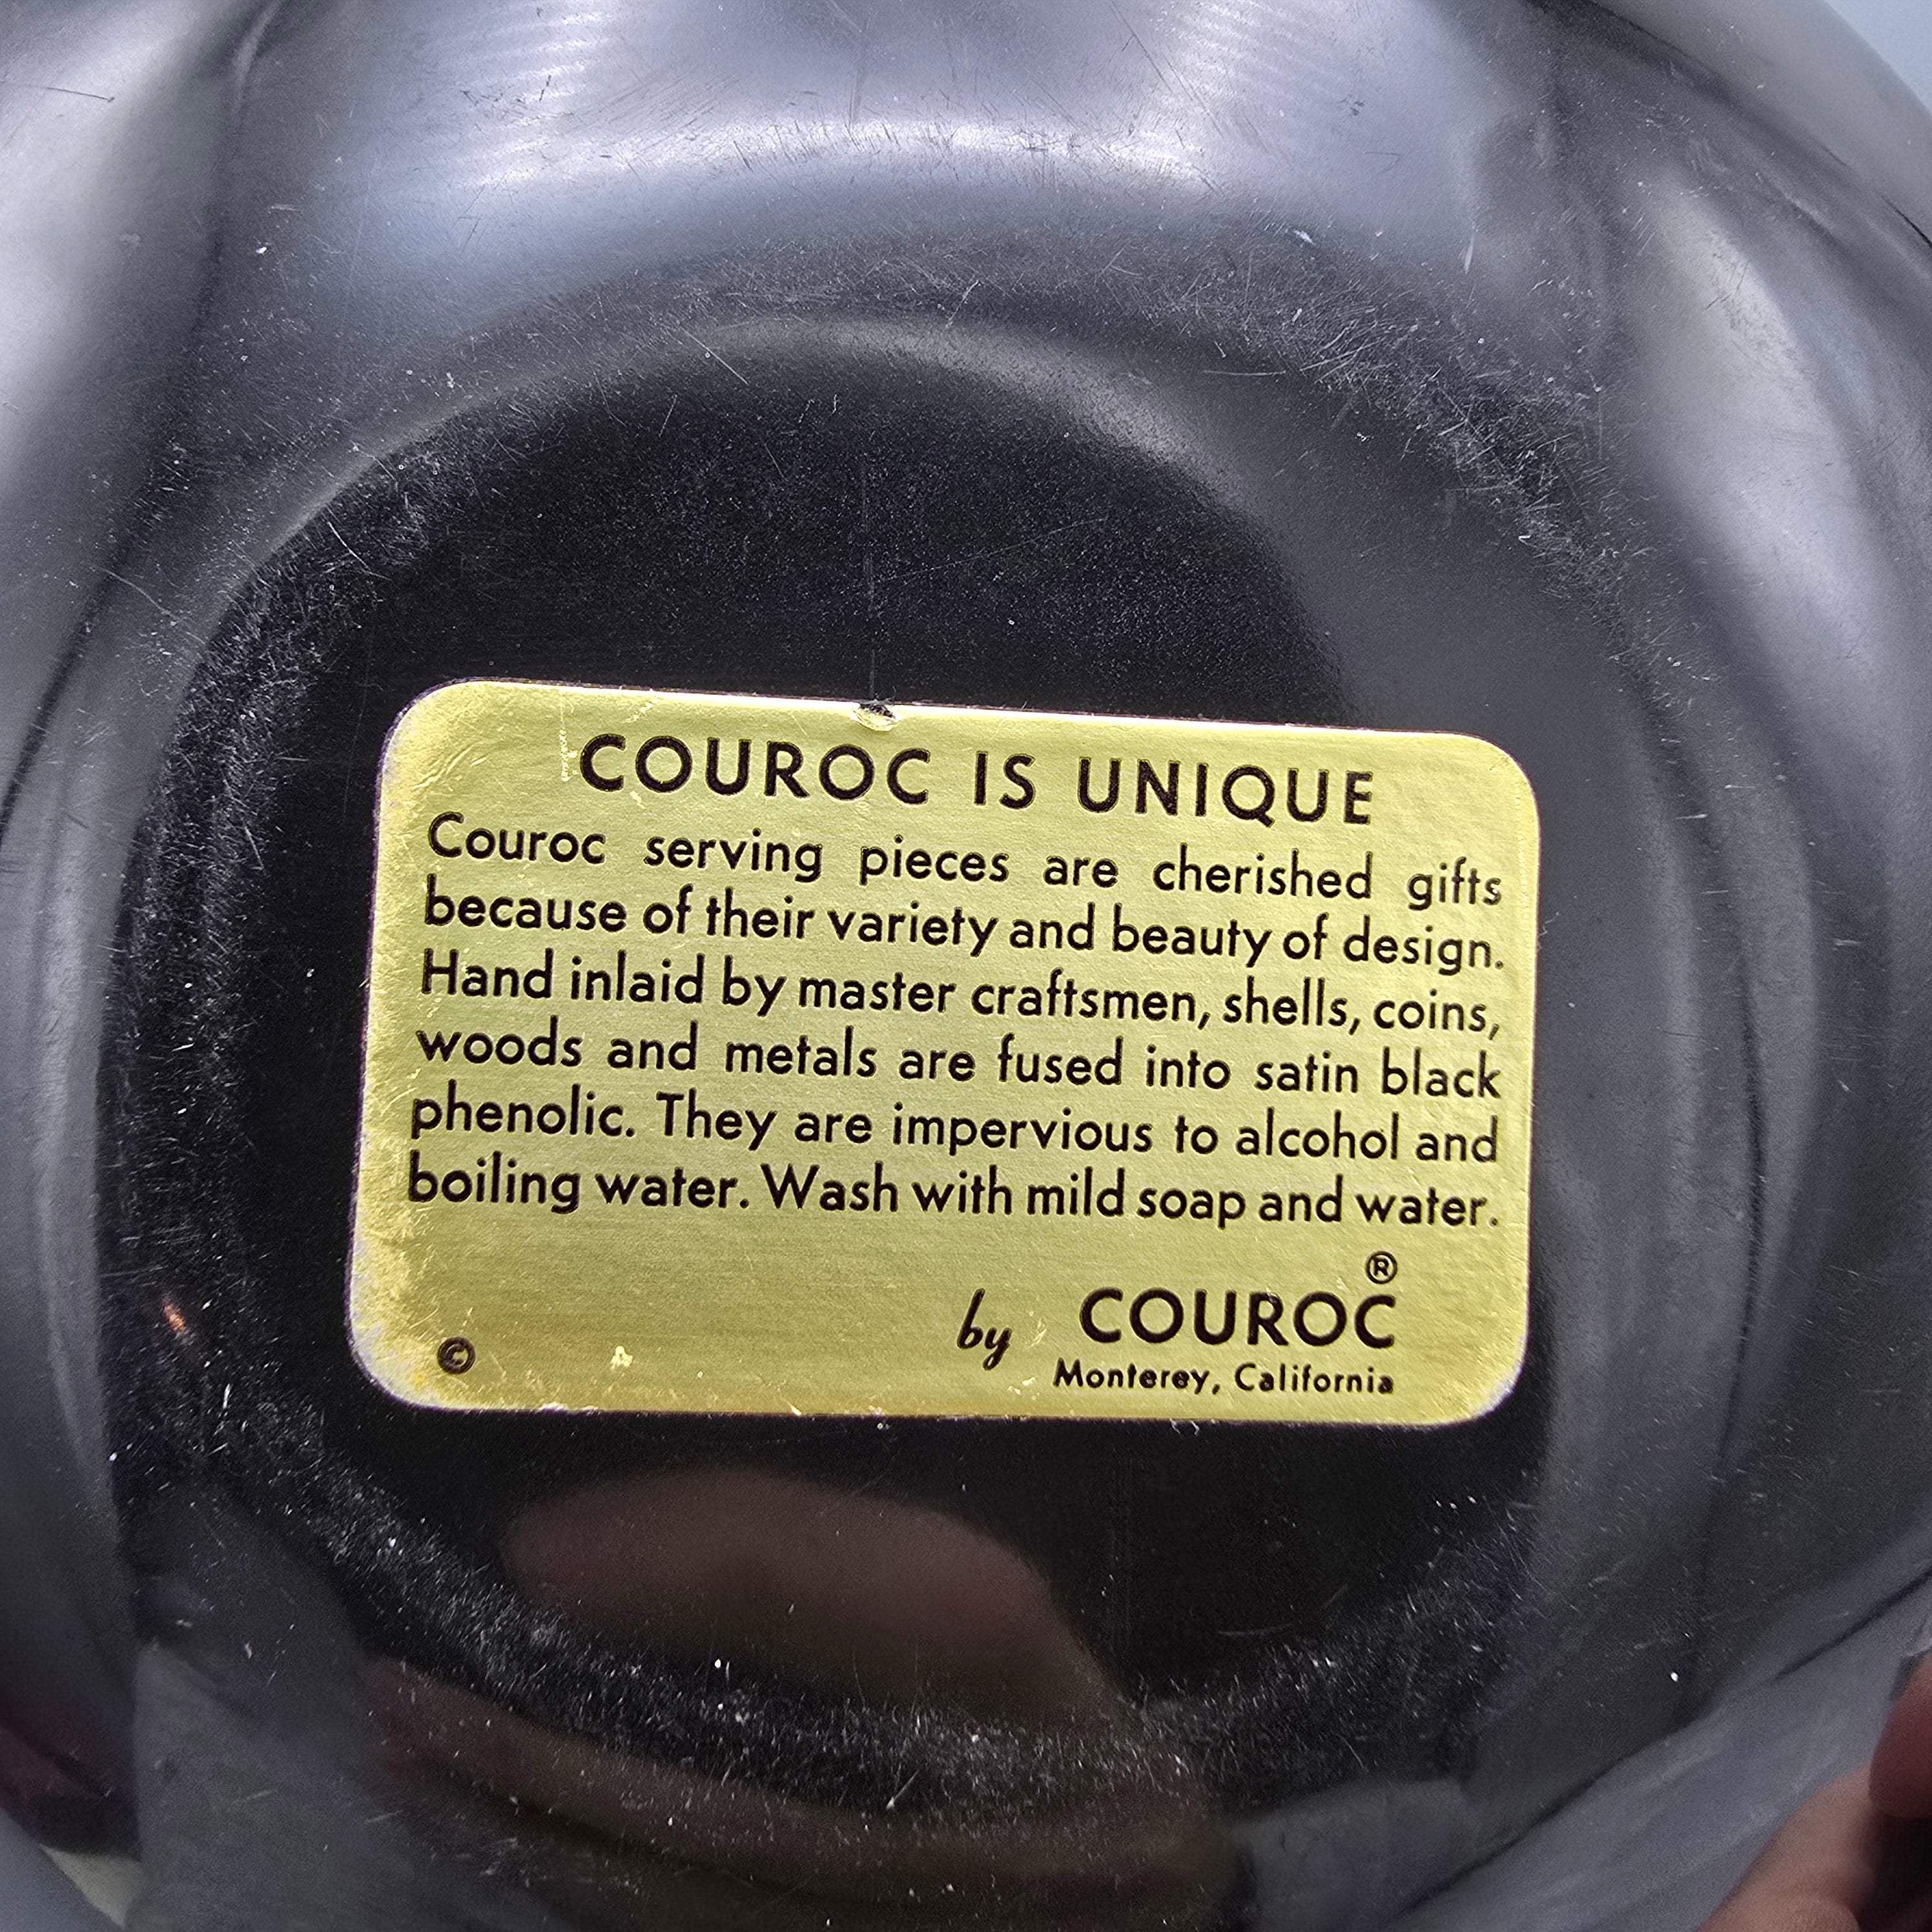 COUROC IS UNIQUE
Couroc serving pieces are cherished gifts
because of their variety and beauty of design.
Hand inlaid by master craftsmen, shells, coins,
woods and metals are fused into satin black
phenolic. They are impervious to alcohol and
boiling water. Wash with mild soap and water.
®
by COUROC
© Monterey, California